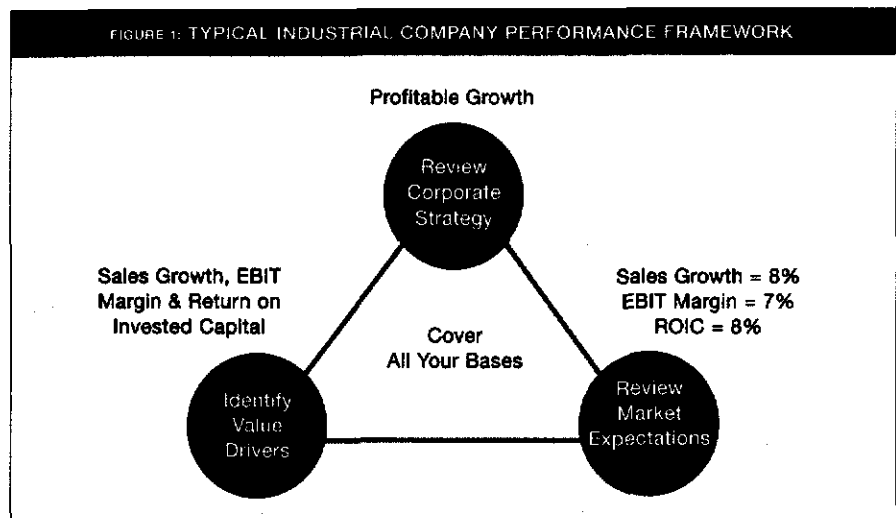 FIGURE 1: TYPICAL INDUSTRIAL COMPANY PERFORMANCE FRAMEWORK
Profitable Growth
Review
Corporate
Strategy
Sales Growth, EBIT
Margin & Return on
Invested Capital
Sales Growth = 8%
EBIT Margin = 7%
ROIC = 8%
Cover
All Your Bases
Identify
Value
Drivers
Review
Market
Expectations